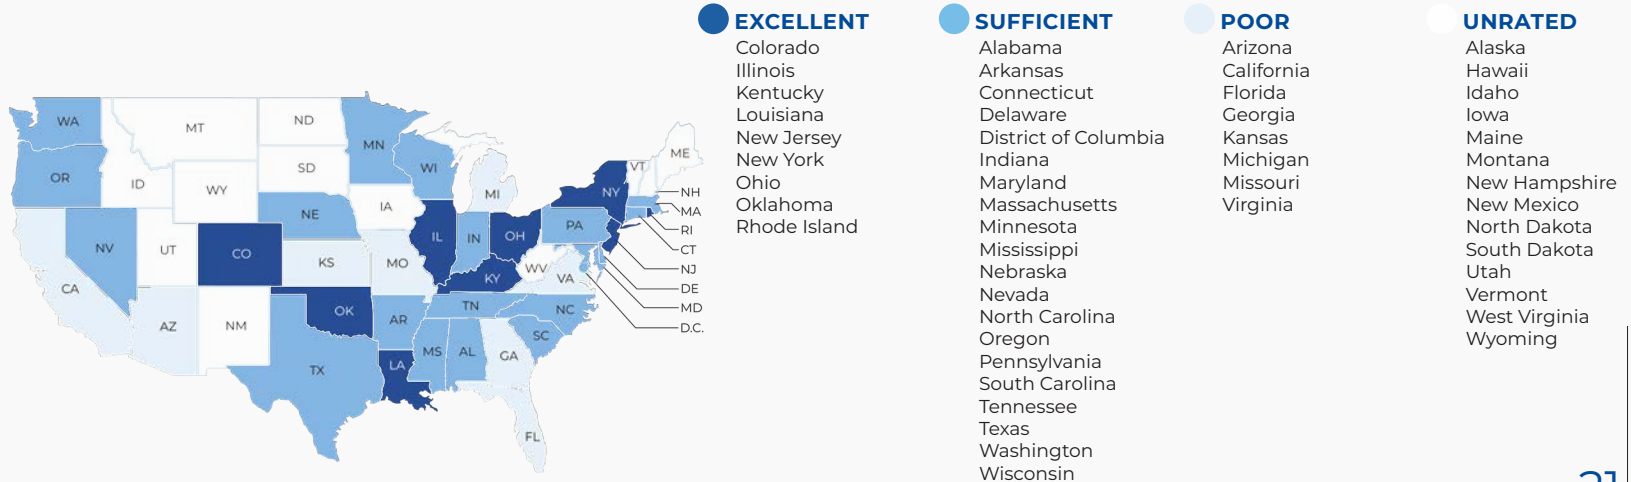 EXCELLENT
Colorado
Illinois
Kentucky
Louisiana
New Jersey
New York
Ohio
Oklahoma
Rhode Island
SUFFICIENT
Alabama
Arkansas
Connecticut
Delaware
District of Columbia
Indiana
Maryland
Massachusetts
Minnesota
Mississippi
Nebraska
Nevada
North Carolina
Oregon
Pennsylvania
South Carolina
Tennessee
Texas
Washington
Wisconsin
POOR
Arizona
California
Florida
Georgia
Kansas
Michigan
Missouri
Virginia
UNRATED
Alaska
Hawaii
Idaho
Iowa
Maine
Montana
New Hampshire
New Mexico
North Dakota
South Dakota
Utah
Vermont
West Virginia
Wyoming
WA
MT
ND
MN
ME
OR
ID
SD
WI
VT
WY
MI
NY
NH
IA
MA
NE
PA
RI
NV
UT
CO
IL
IN
OH
CT
KS
MO
WV
VA
NJ
CA
KY
DE
AZ
NM
OK
AR
TN
NC
MD
SC
D.C.
TX
LA
MS
AL
GA
FL